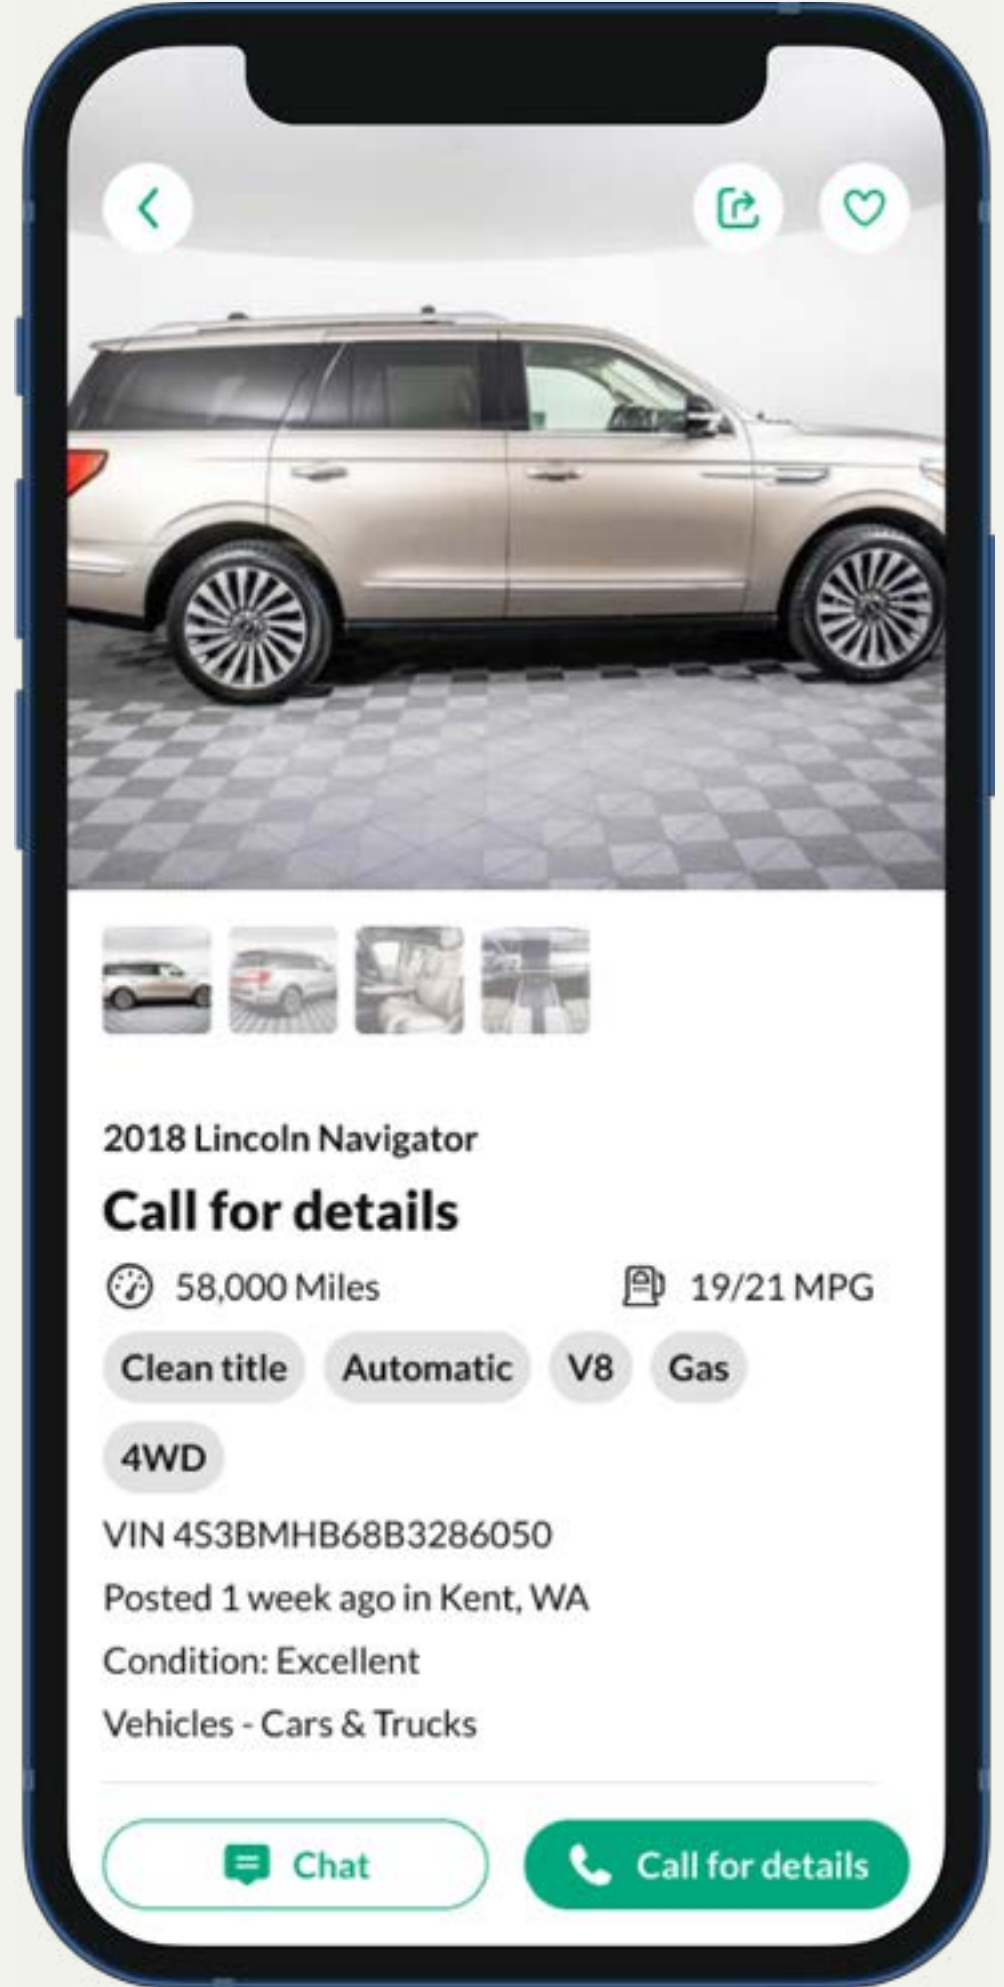 2018 Lincoln Navigator
Call for details
58,000 Miles 19/21 MPG
Clean title Automatic V8 Gas
4WD
VIN 4S3BMHB68B3286050
Posted 1 week ago in Kent, WA
Condition: Excellent
Vehicles - Cars & Trucks
Chat Call for details